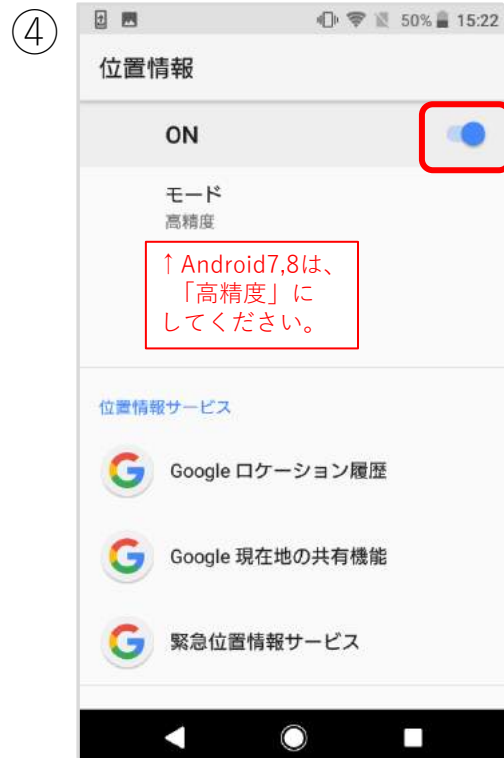 ④
50% 15:22
位置情報
ON
モード
高精度
↑Android7,8は、
「高精度」に
してください。
位置情報サービス
Google ロケーション履歴
Google 現在地の共有機能
緊急位置情報サービス